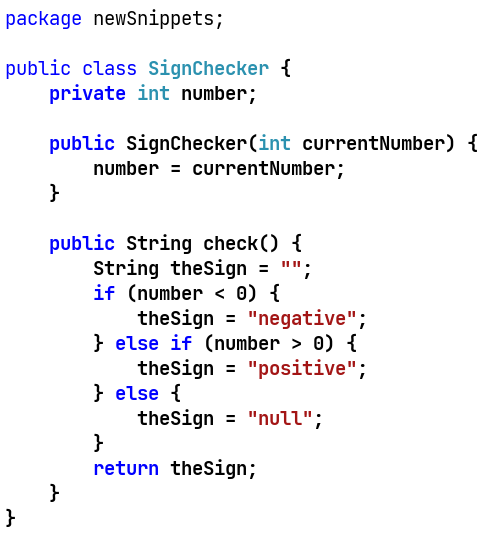 package newSnippets;

public class SignChecker {
    private int number;

    public SignChecker(int currentNumber) {
        number = currentNumber;
    }

    public String check() {
        String theSign = "";
        if (number < 0) {
            theSign = "negative";
        } else if (number > 0) {
            theSign = "positive";
        } else {
            theSign = "null";
        }
        return theSign;
    }
}